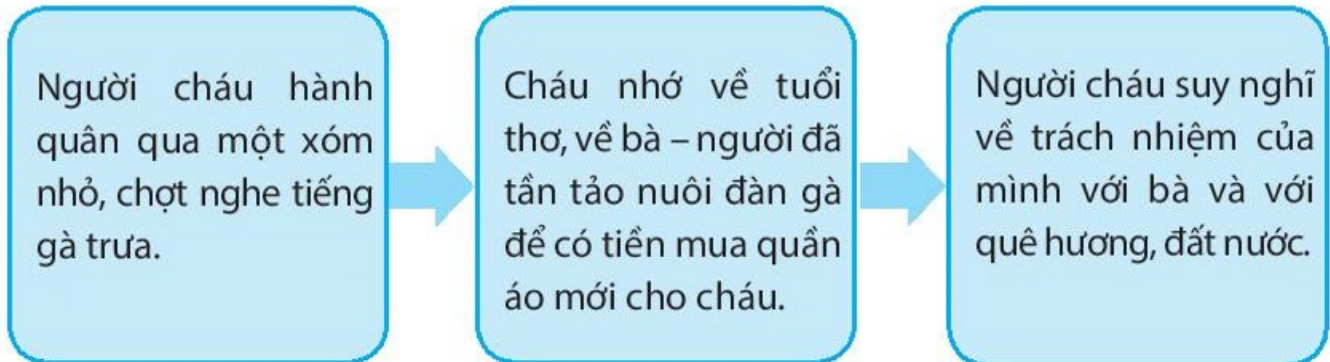 Người cháu hành
quân qua một xóm
nhỏ, chợt nghe tiếng
gà trưa.
Cháu nhớ về tuổi
thơ, về bà – người đã
tần tảo nuôi đàn gà
để có tiền mua quần
áo mới cho cháu.
Người cháu suy nghĩ
về trách nhiệm của
mình với bà và với
quê hương, đất nước.